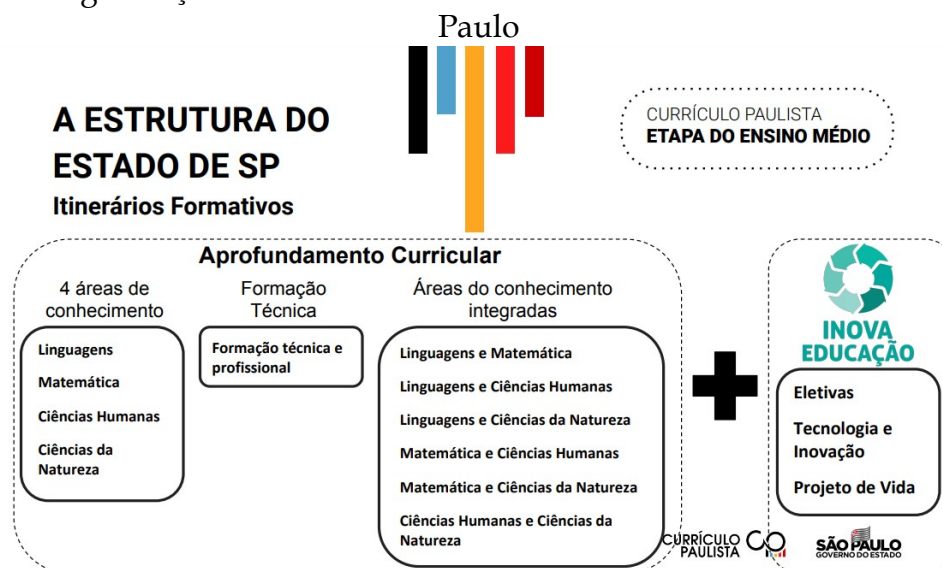 Paulo
A ESTRUTURA DO
ESTADO DE SP
Itinerários Formativos
CURRÍCULO PAULISTA
ETAPA DO ENSINO MÉDIO
Aprofundamento Curricular
4 áreas de
conhecimento
Linguagens
Matemática
Ciências Humanas
Ciências da
Natureza
Formação
Técnica
Formação técnica e
profissional
Áreas do conhecimento
integradas
Linguagens e Matemática
Linguagens e Ciências Humanas
Linguagens e Ciências da Natureza
Matemática e Ciências Humanas
Matemática e Ciências da Natureza
Ciências Humanas e Ciências da
Natureza
INOVA
EDUCAÇÃO
Eletivas
Tecnologia e
Inovação
Projeto de Vida
CURRÍCULO
PAULISTA
SÃO PAULO
GOVERNO DO ESTADO